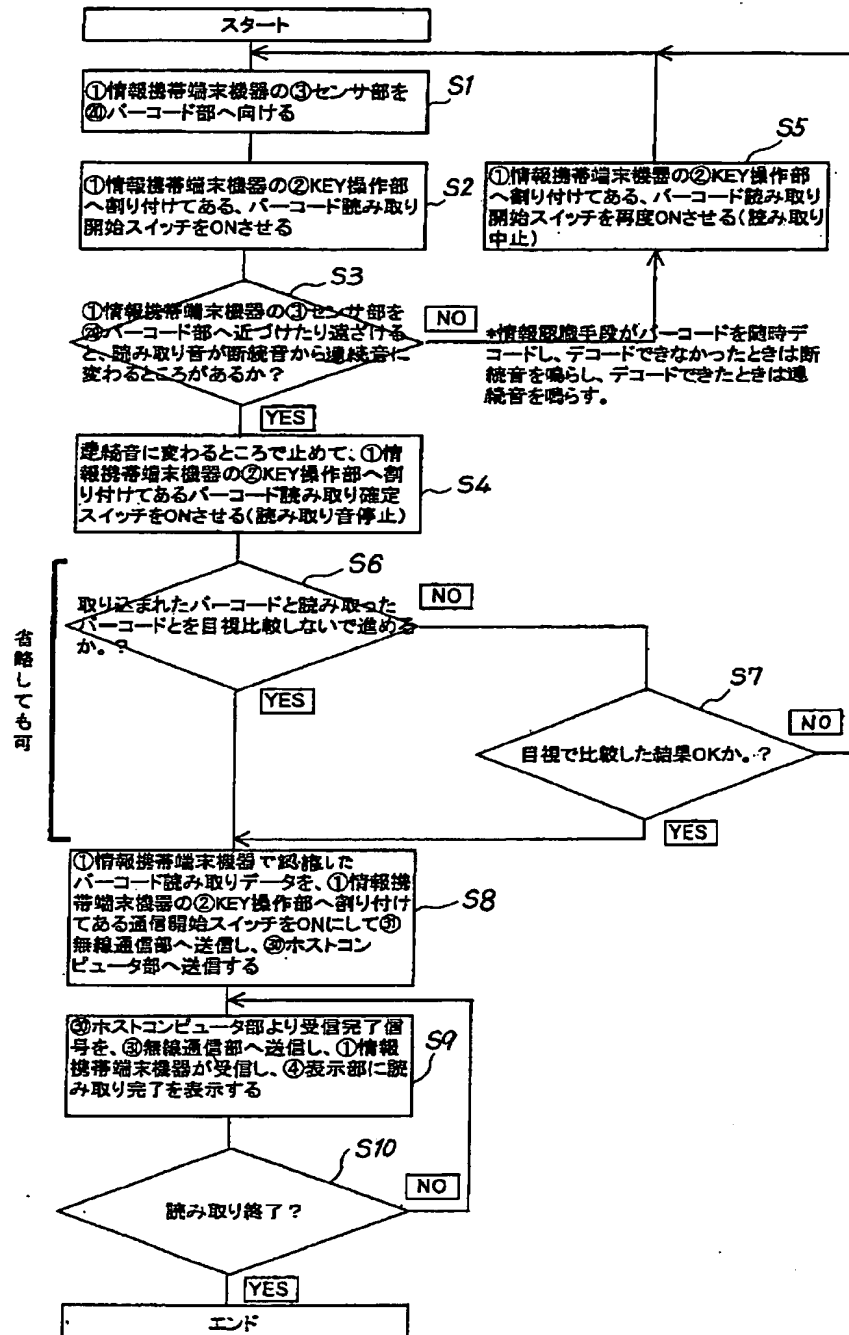 スタート
①情報携帯端末機器の③センサ部を
⑳バーコード部へ向ける
S1
①情報携帯端末機器の②KEY操作部
へ割り付けてある、バーコード読み取り
開始スイッチをONさせる
S2
S5
①情報携帯端末機器の②KEY操作部
へ割り付けてある、バーコード読み取り
開始スイッチを再度ONさせる(読み取り
中止)
S3
①情報携帯端末機器の③センサ部を
⑳バーコード部へ近づけたり遠ざける
と、読み取り音が断続音から連続音に
変わるところがあるか?
NO
*情報認識手段がバーコードを随時デ
コードし、デコードできなかったときは断
続音を鳴らし、デコードできたときは連
続音を鳴らす。
YES
連続音に変わるところで止めて、①情
報携帯端末機器の②KEY操作部へ割
り付けてあるバーコード読み取り確定
スイッチをONさせる(読み取り音停止)
S4
省略しても可
S6
取り込まれたバーコードと読み取った
バーコードとを目視比較しないで進める
か。?
NO
YES
S7
目視で比較した結果OKか。?
NO
YES
①情報携帯端末機器で認識した
バーコード読み取りデータを、①情報携
帯端末機器の②KEY操作部へ割り付け
てある通信開始スイッチをONにして㉛
無線通信部へ送信し、㉚ホストコン
ピュータ部へ送信する
S8
㉚ホストコンピュータ部より受信完了信
号を、㉛無線通信部へ送信し、①情報
携帯端末機器が受信し、④表示部に読
み取り完了を表示する
S9
S10
読み取り終了?
NO
YES
エンド